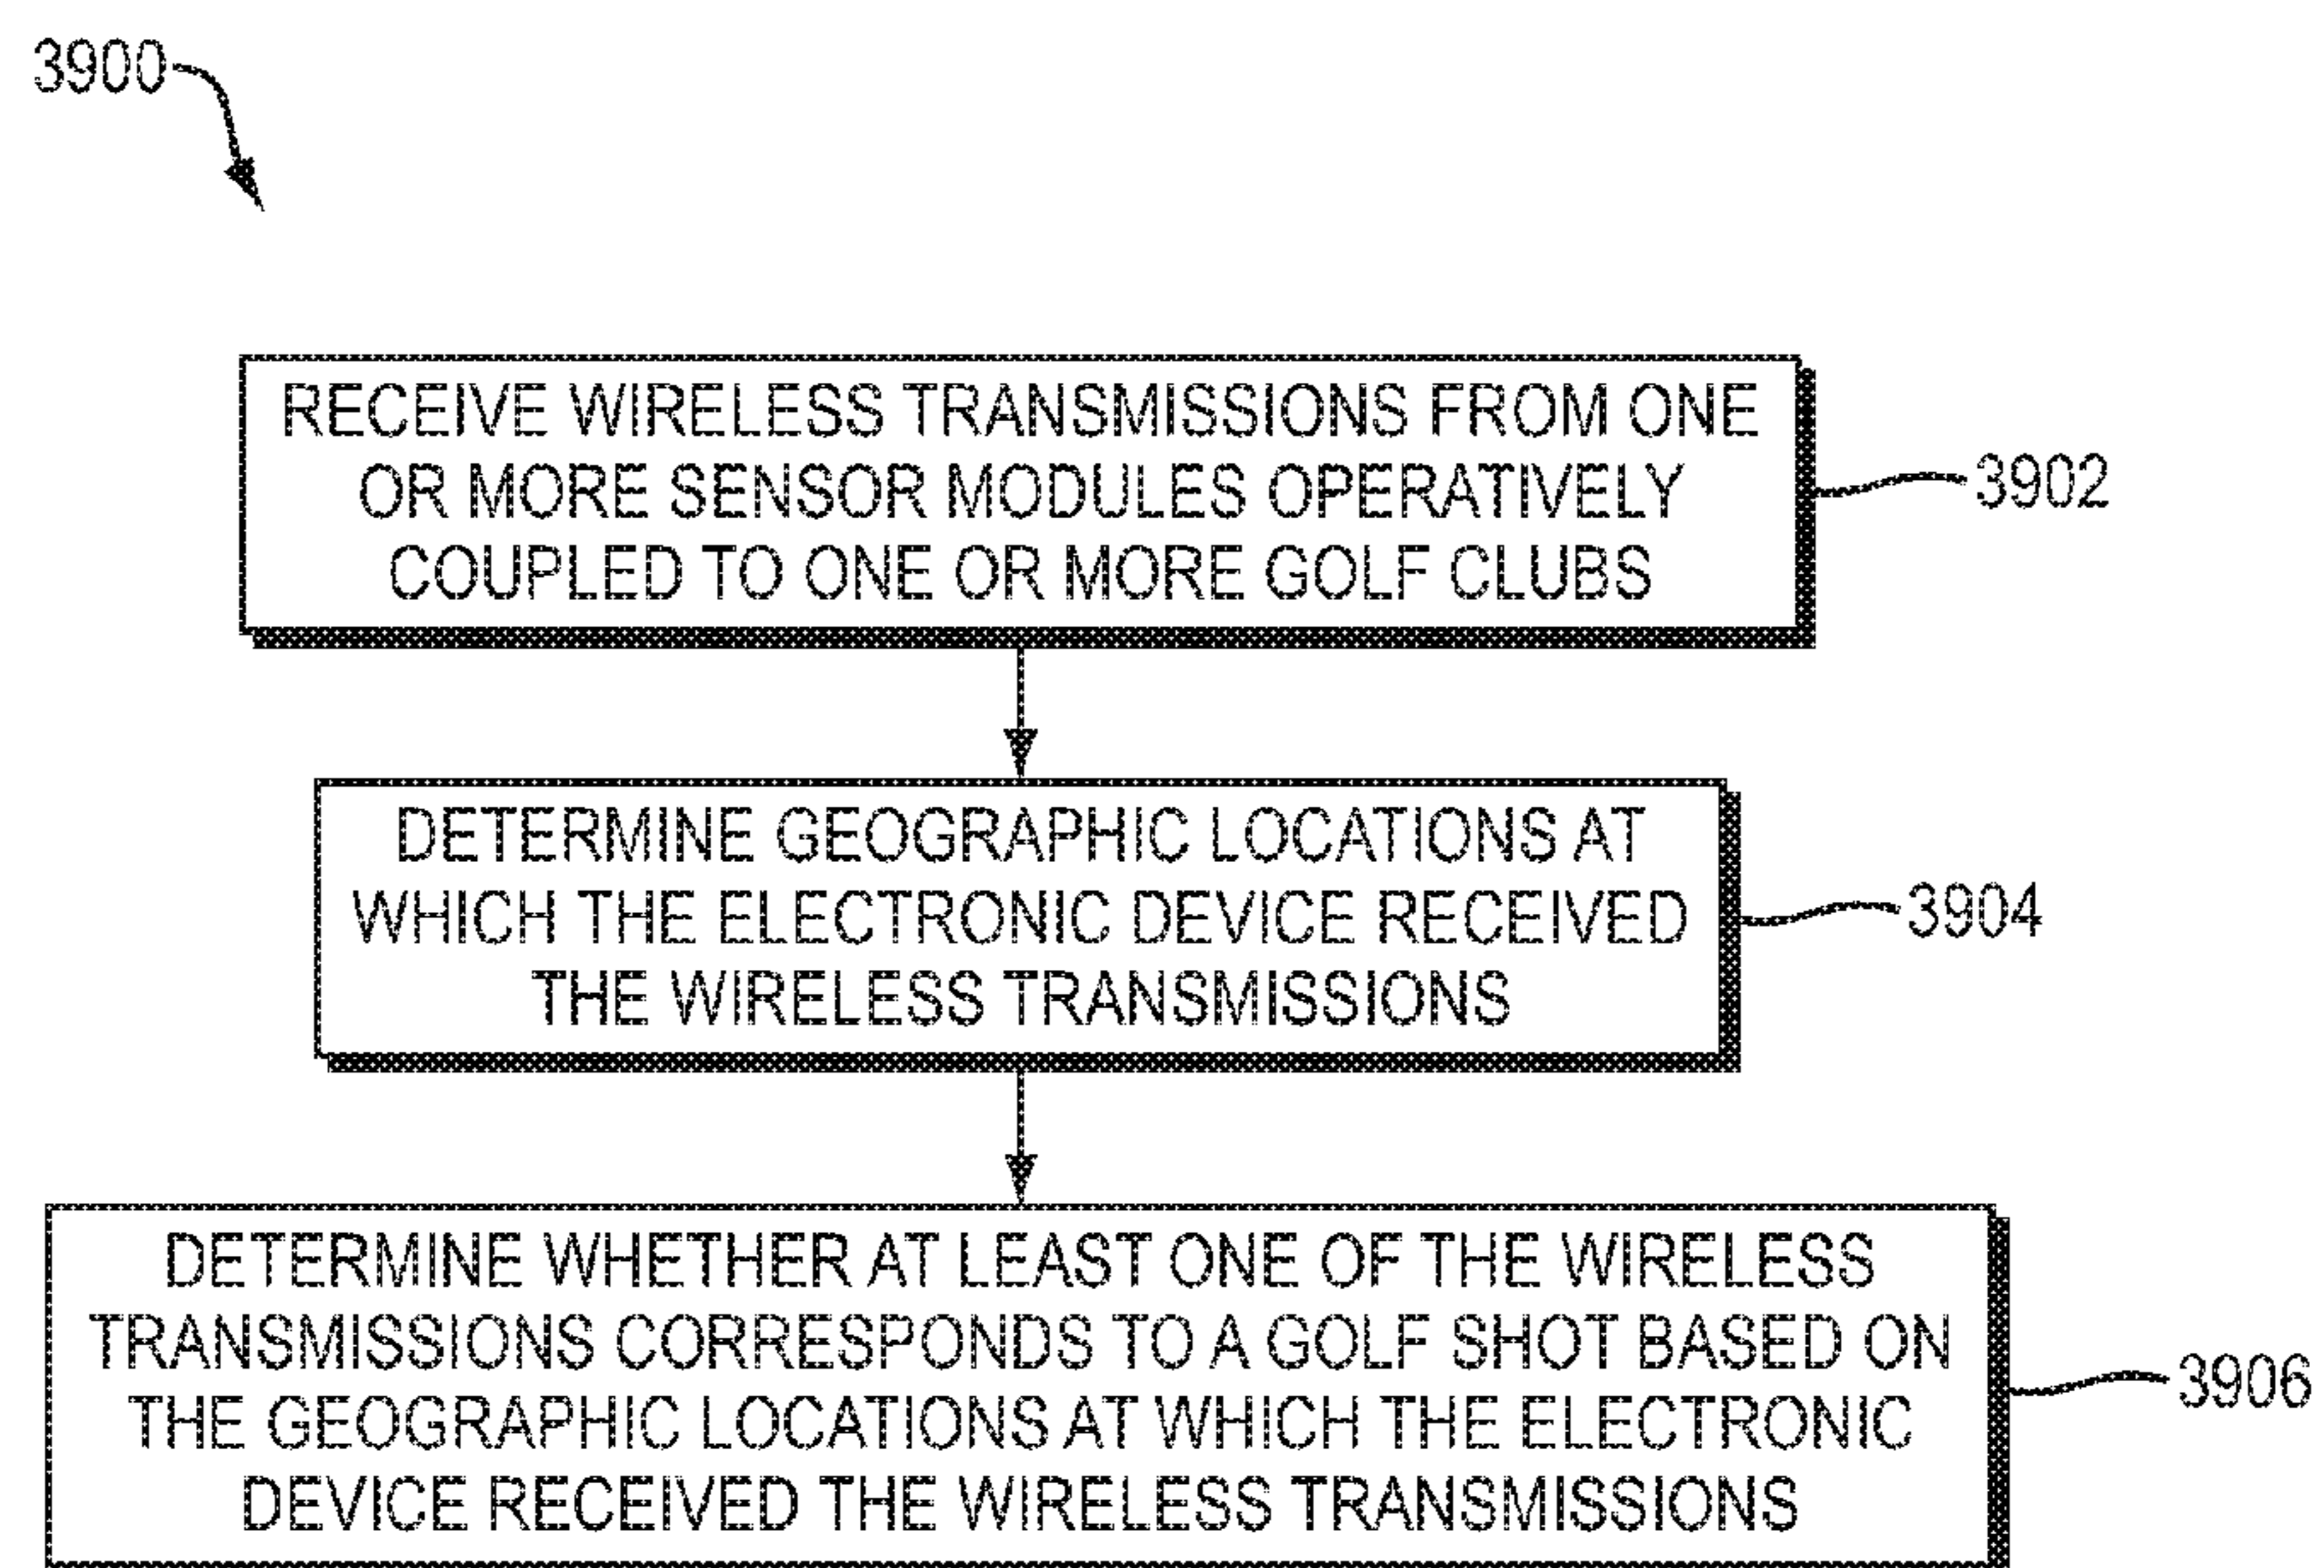 3900
RECEIVE WIRELESS TRANSMISSIONS FROM ONE
OR MORE SENSOR MODULES OPERATIVELY
COUPLED TO ONE OR MORE GOLF CLUBS
3902
DETERMINE GEOGRAPHIC LOCATIONS AT
WHICH THE ELECTRONIC DEVICE RECEIVED
THE WIRELESS TRANSMISSIONS
3904
DETERMINE WHETHER AT LEAST ONE OF THE WIRELESS
TRANSMISSIONS CORRESPONDS TO A GOLF SHOT BASED ON
THE GEOGRAPHIC LOCATIONS AT WHICH THE ELECTRONIC
DEVICE RECEIVED THE WIRELESS TRANSMISSIONS
3906